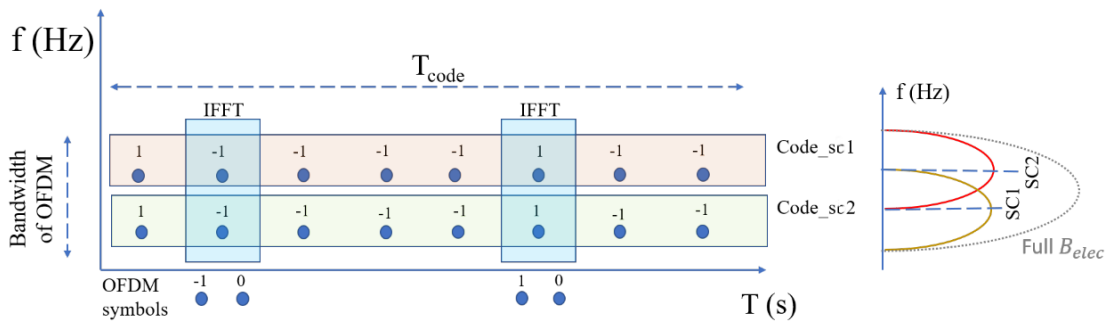 f (Hz)
T_code
IFFT IFFT
f (Hz)
1 -1 -1 -1 -1 1 -1 -1
Code_sc1
SC2
Bandwidth
of OFDM
1 -1 -1 -1 -1 1 -1 -1
Code_sc2
SC1
Full B_elec
OFDM
symbols
-1 0 1 0
T (s)